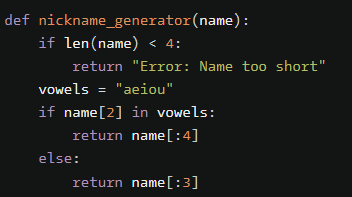 def nickname_generator(name):
    if len(name) < 4:
        return "Error: Name too short"
    vowels = "aeiou"
    if name[2] in vowels:
        return name[:4]
    else:
        return name[:3]